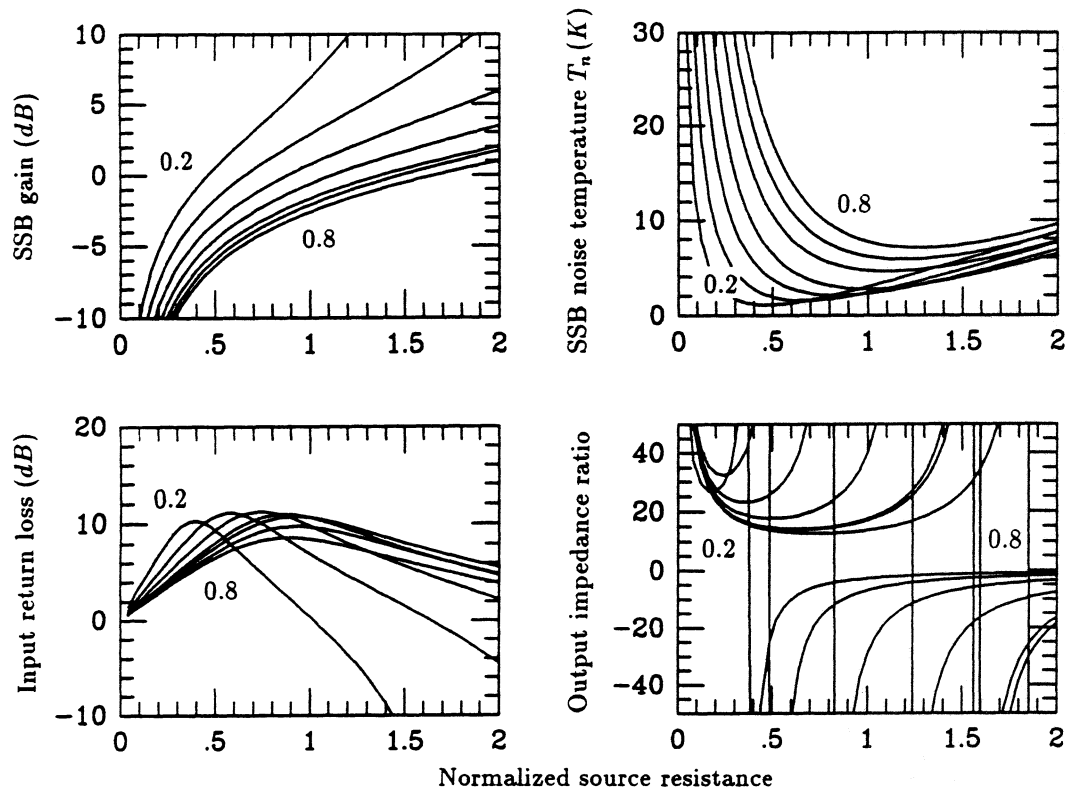 SSB gain (dB)
10
5
0
−5
−10
0.2
0.8
0 .5 1 1.5 2
SSB noise temperature Tn (K)
30
20
10
0
0.8
0.2
0 .5 1 1.5 2
Input return loss (dB)
20
10
0
−10
0.2
0.8
0 .5 1 1.5 2
Output impedance ratio
40
20
0
−20
−40
0.2
0.8
0 .5 1 1.5 2
Normalized source resistance